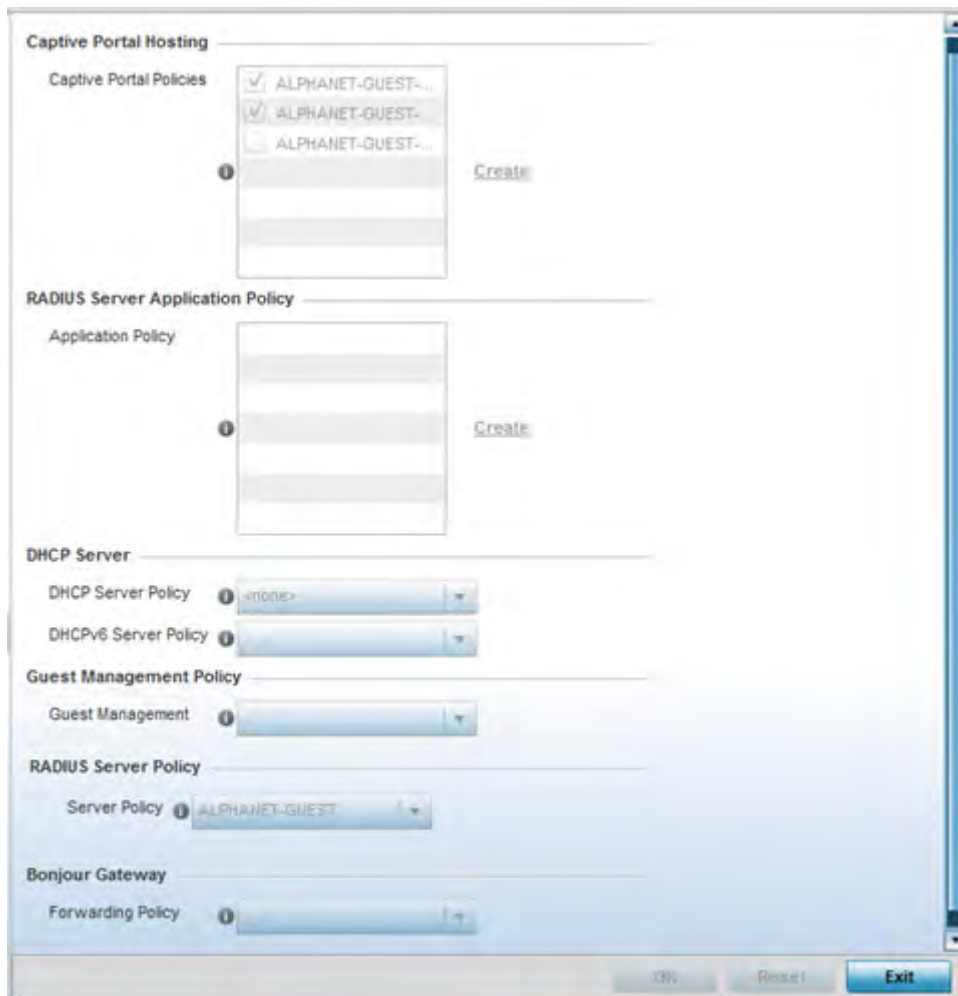 Captive Portal Hosting
Captive Portal Policies
ALPHANET-GUEST-...
ALPHANET-GUEST-...
ALPHANET-GUEST-...
Create
RADIUS Server Application Policy
Application Policy
Create
DHCP Server
DHCP Server Policy <none>
DHCPv6 Server Policy
Guest Management Policy
Guest Management
RADIUS Server Policy
Server Policy ALPHANET-GUEST
Bonjour Gateway
Forwarding Policy
OK Reset Exit